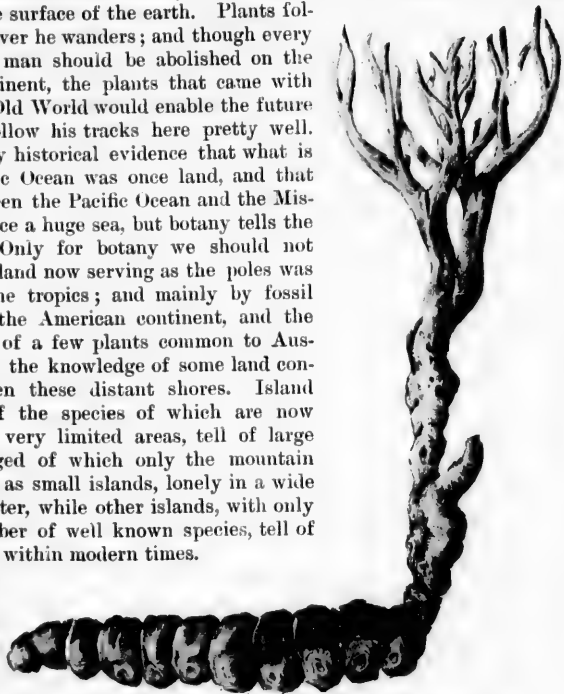 e surface of the earth. Plants fol-
ver he wanders; and though every
man should be abolished on the
inent, the plants that came with
Old World would enable the future
llow his tracks here pretty well.
y historical evidence that what is
c Ocean was once land, and that
en the Pacific Ocean and the Mis-
ce a huge sea, but botany tells the
Only for botany we should not
land now serving as the poles was
ne tropics; and mainly by fossil
the American continent, and the
of a few plants common to Aus-
the knowledge of some land con-
en these distant shores. Island
f the species of which are now
very limited areas, tell of large
ged of which only the mountain
as small islands, lonely in a wide
ter, while other islands, with only
ber of well known species, tell of
within modern times.